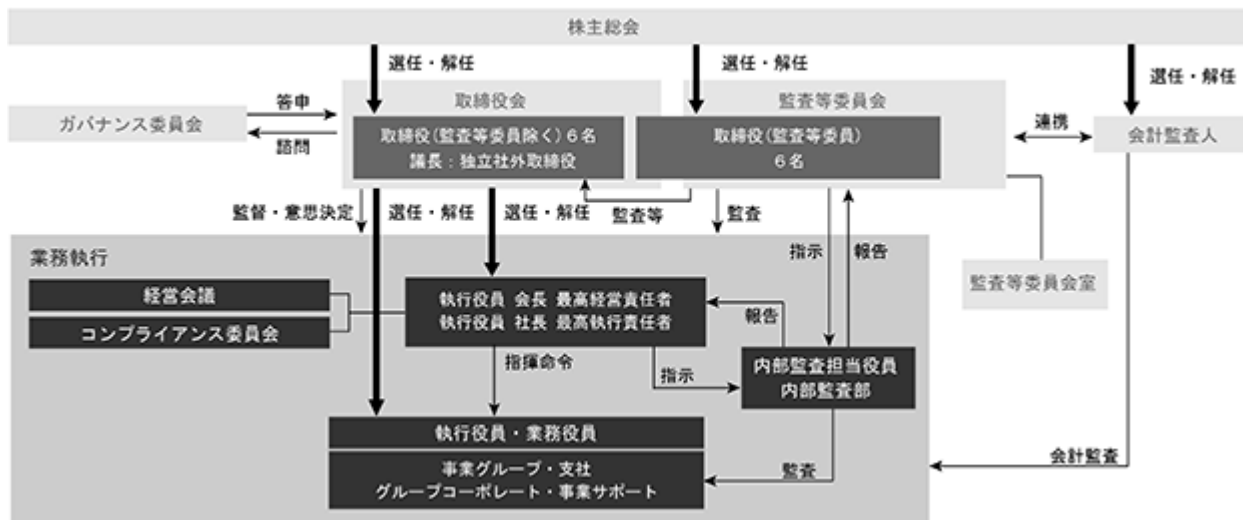 株主総会
選任・解任
選任・解任
選任・解任
ガバナンス委員会
答申
諮問
取締役会
取締役(監査等委員除く)6名
議長：独立社外取締役
監査等委員会
取締役(監査等委員)
6名
連携
会計監査人
監督・意思決定
選任・解任
選任・解任
監査等
監査
指示
報告
監査等委員会室
業務執行
経営会議
コンプライアンス委員会
執行役員 会長 最高経営責任者
執行役員 社長 最高執行責任者
報告
指揮命令
指示
内部監査担当役員
内部監査部
執行役員・業務役員
事業グループ・支社
グループコーポレート・事業サポート
監査
会計監査